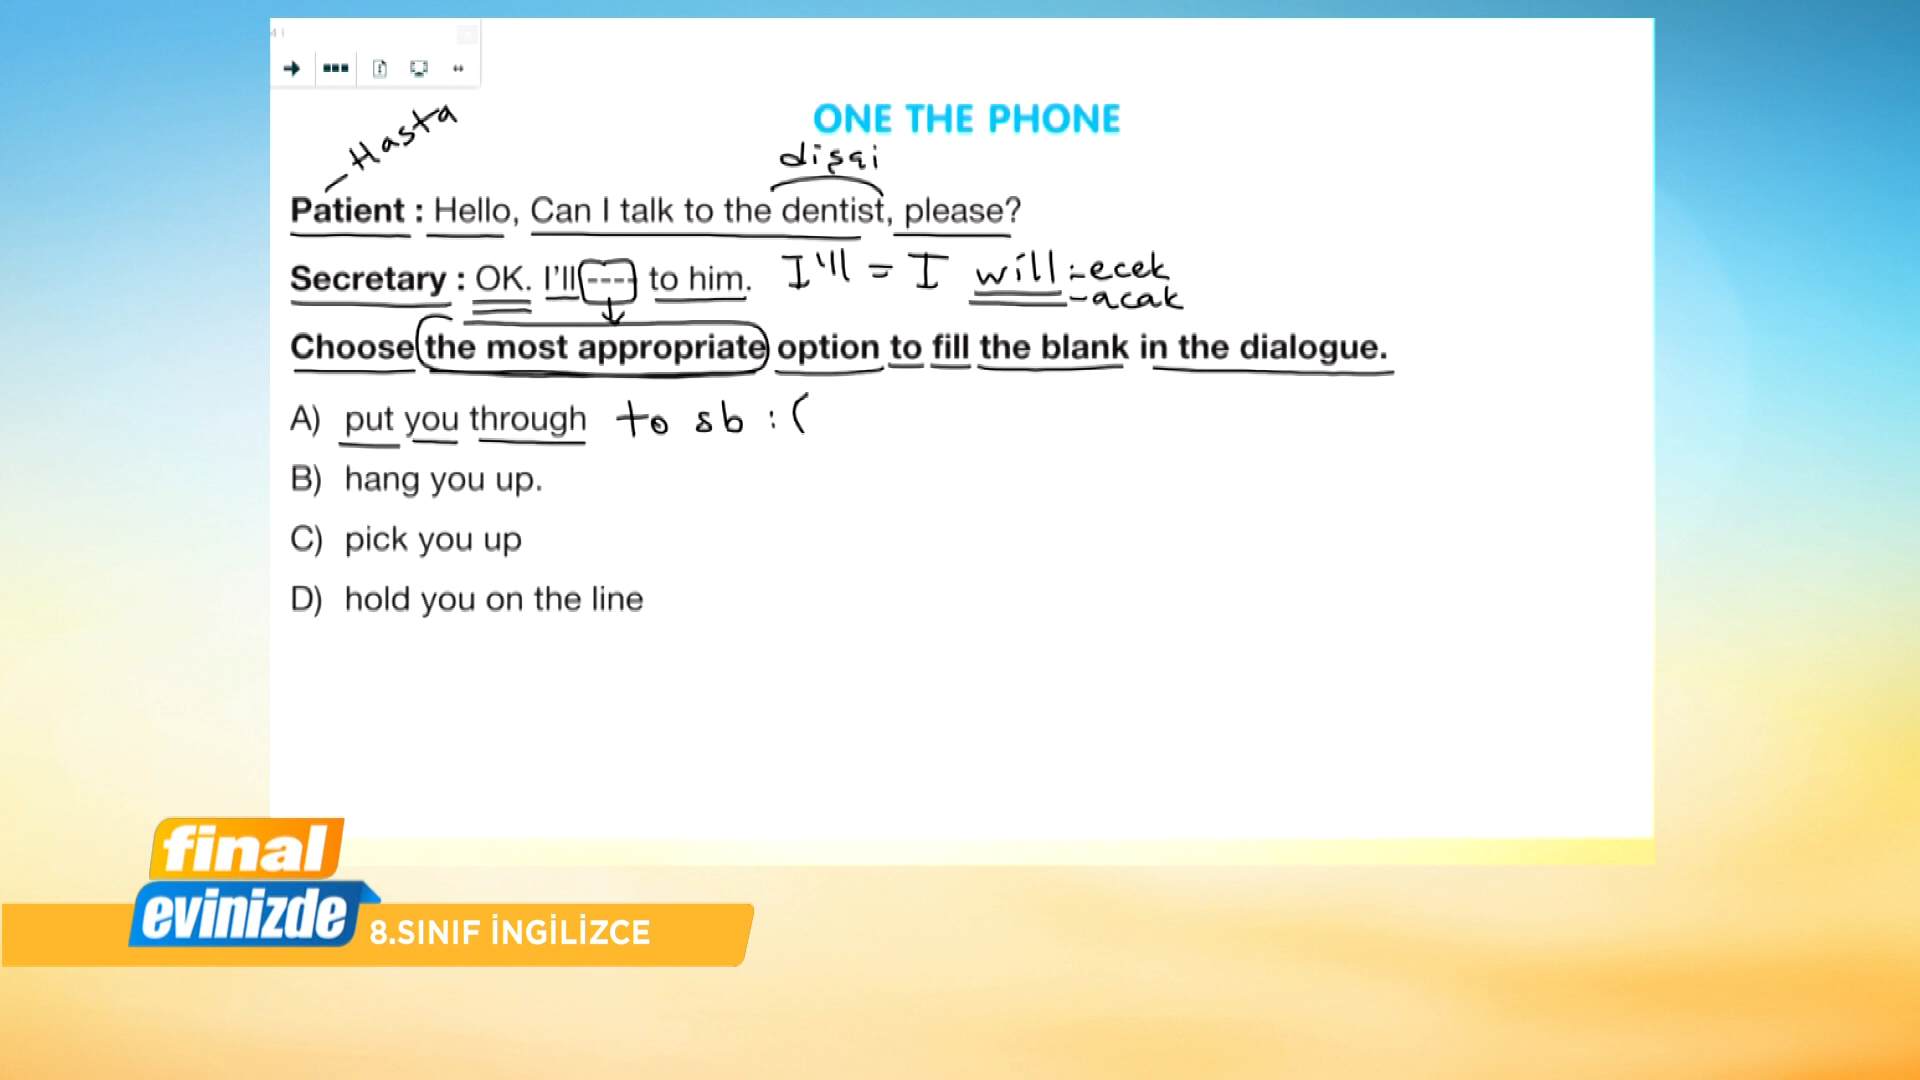 ONE THE PHONE
Hasta
dişçi
Patient : Hello, Can I talk to the dentist, please?
Secretary : OK. I'll ---- to him. I'll = I will :-ecek
-acak
Choose the most appropriate option to fill the blank in the dialogue.
A) put you through to sb : (
B) hang you up.
C) pick you up
D) hold you on the line
final
evinizde
8.SINIF İNGİLİZCE